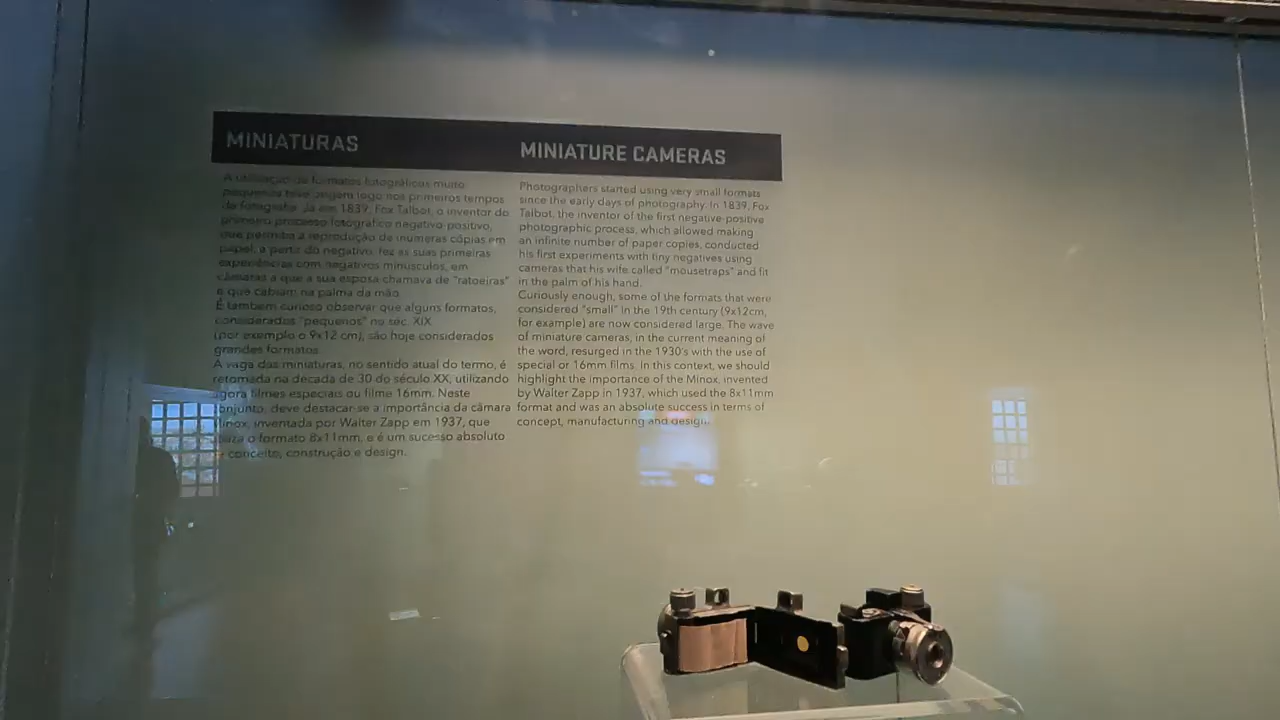 MINIATURAS
A utilização de formatos fotográficos muito
pequenos teve origem logo nos primeiros tempos
da fotografia. Já em 1839, Fox Talbot, o inventor do
primeiro processo fotográfico negativo-positivo,
que permitia a reprodução de inúmeras cópias em
papel, a partir do negativo, fez as suas primeiras
experiências com negativos minúsculos, em
câmaras a que a sua esposa chamava de "ratoeiras"
e que cabiam na palma da mão.
É também curioso observar que alguns formatos,
considerados "pequenos" no séc. XIX
(por exemplo o 9x12 cm), são hoje considerados
grandes formatos.
A vaga das miniaturas, no sentido atual do termo, é
retomada na década de 30 do século XX, utilizando
agora filmes especiais ou filme 16mm. Neste
conjunto, deve destacar-se a importância da câmara
Minox, inventada por Walter Zapp em 1937, que
usava o formato 8x11mm, e é um sucesso absoluto
conceito, construção e design.
MINIATURE CAMERAS
Photographers started using very small formats
since the early days of photography. In 1839, Fox
Talbot, the inventor of the first negative-positive
photographic process, which allowed making
an infinite number of paper copies, conducted
his first experiments with tiny negatives using
cameras that his wife called "mousetraps" and fit
in the palm of his hand.
Curiously enough, some of the formats that were
considered "small" in the 19th century (9x12cm,
for example) are now considered large. The wave
of miniature cameras, in the current meaning of
the word, resurged in the 1930's with the use of
special or 16mm films. In this context, we should
highlight the importance of the Minox, invented
by Walter Zapp in 1937, which used the 8x11mm
format and was an absolute success in terms of
concept, manufacturing and design.